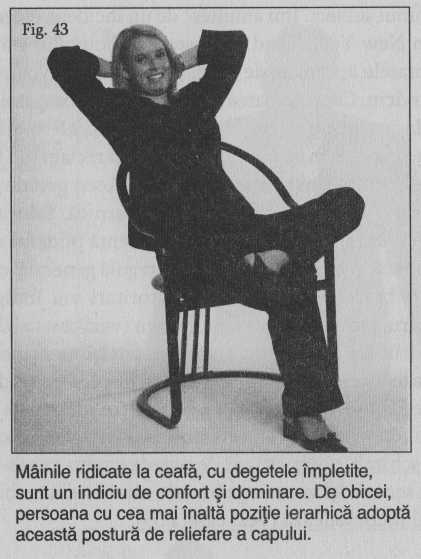 Fig. 43
Mâinile ridicate la ceafă, cu degetele împletite,
sunt un indiciu de confort şi dominare. De obicei,
persoana cu cea mai înaltă poziţie ierarhică adoptă
această postură de reliefare a capului.